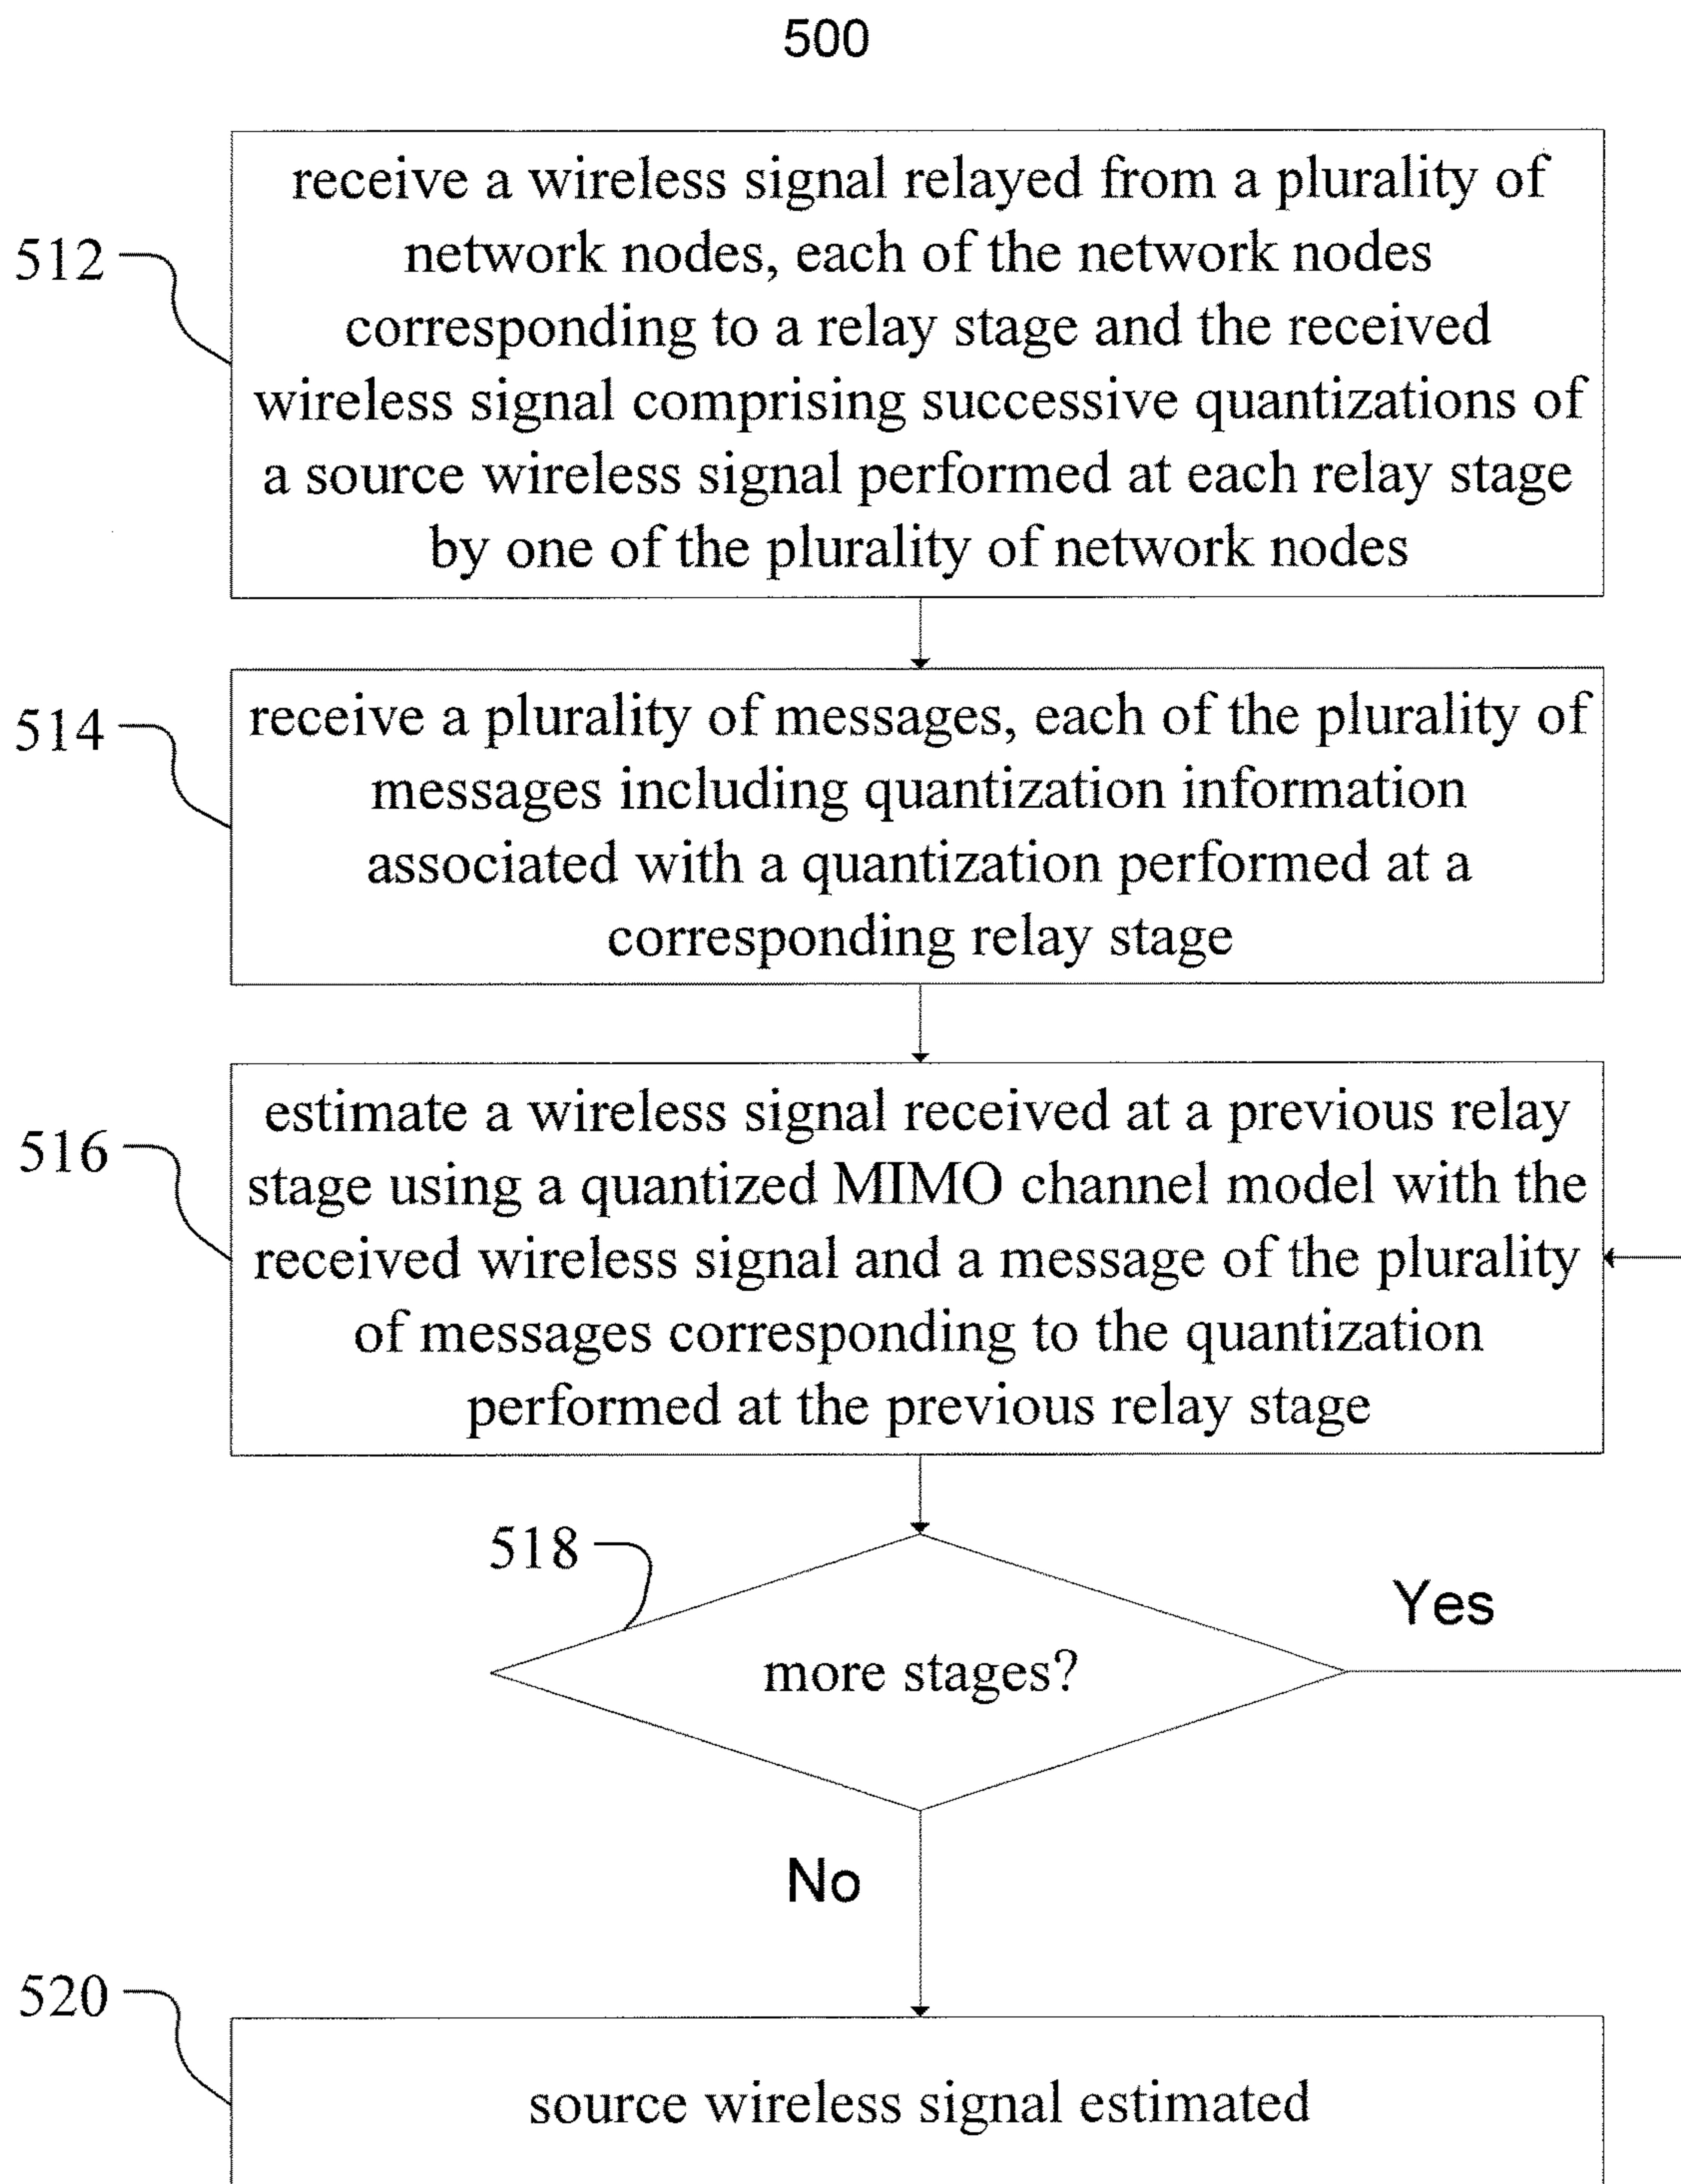 500
512
receive a wireless signal relayed from a plurality of
network nodes, each of the network nodes
corresponding to a relay stage and the received
wireless signal comprising successive quantizations of
a source wireless signal performed at each relay stage
by one of the plurality of network nodes
514
receive a plurality of messages, each of the plurality of
messages including quantization information
associated with a quantization performed at a
corresponding relay stage
516
estimate a wireless signal received at a previous relay
stage using a quantized MIMO channel model with the
received wireless signal and a message of the plurality
of messages corresponding to the quantization
performed at the previous relay stage
518
more stages?
Yes
No
520
source wireless signal estimated